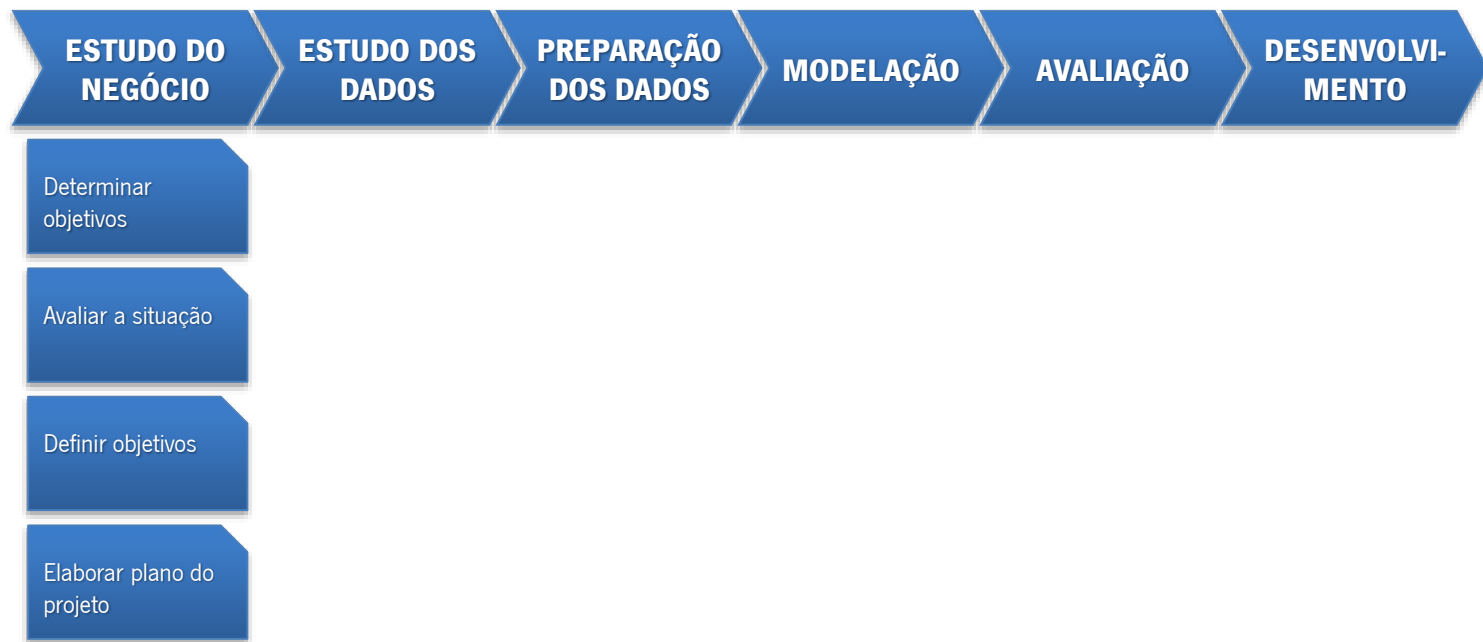 ESTUDO DO
NEGÓCIO
ESTUDO DOS
DADOS
PREPARAÇÃO
DOS DADOS
MODELAÇÃO
AVALIAÇÃO
DESENVOLVI-
MENTO
Determinar
objetivos
Avaliar a situação
Definir objetivos
Elaborar plano do
projeto